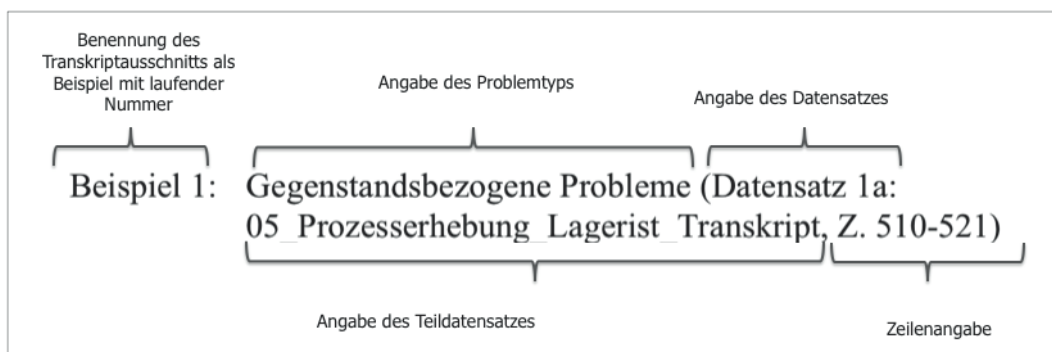 Benennung des
Transkriptausschnitts als
Beispiel mit laufender
Nummer
Angabe des Problemtyps
Angabe des Datensatzes
Beispiel 1: Gegenstandsbezogene Probleme (Datensatz 1a:
05_Prozesserhebung_Lagerist_Transkript, Z. 510-521)
Angabe des Teildatensatzes
Zeilenangabe